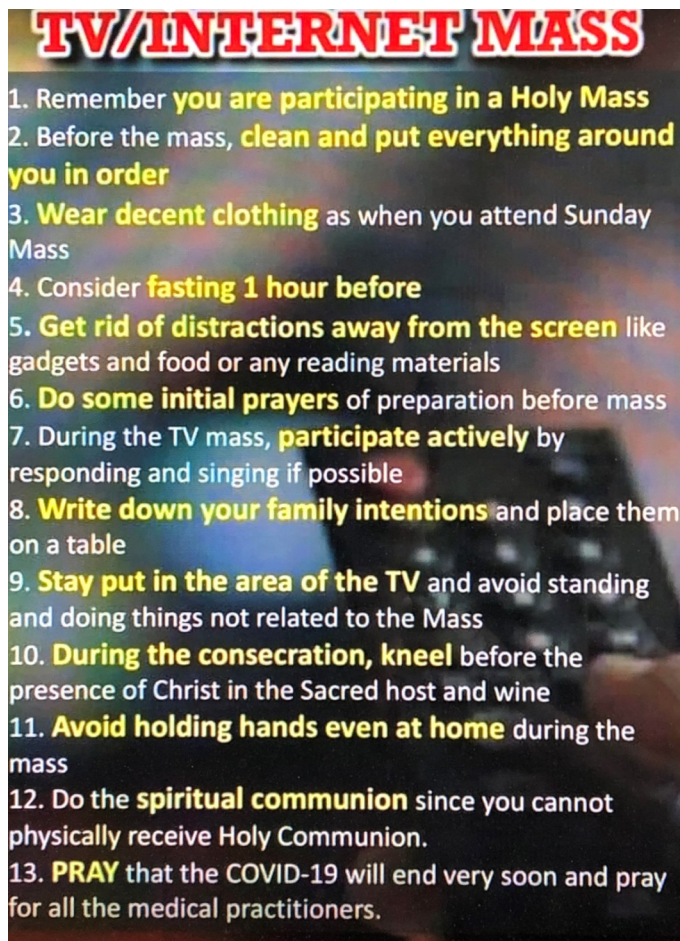 TV/INTERNET MASS
1. Remember you are participating in a Holy Mass
2. Before the mass, clean and put everything around
you in order
3. Wear decent clothing as when you attend Sunday
Mass
4. Consider fasting 1 hour before
5. Get rid of distractions away from the screen like
gadgets and food or any reading materials
6. Do some initial prayers of preparation before mass
7. During the TV mass, participate actively by
responding and singing if possible
8. Write down your family intentions and place them
on a table
9. Stay put in the area of the TV and avoid standing
and doing things not related to the Mass
10. During the consecration, kneel before the
presence of Christ in the Sacred host and wine
11. Avoid holding hands even at home during the
mass
12. Do the spiritual communion since you cannot
physically receive Holy Communion.
13. PRAY that the COVID-19 will end very soon and pray
for all the medical practitioners.